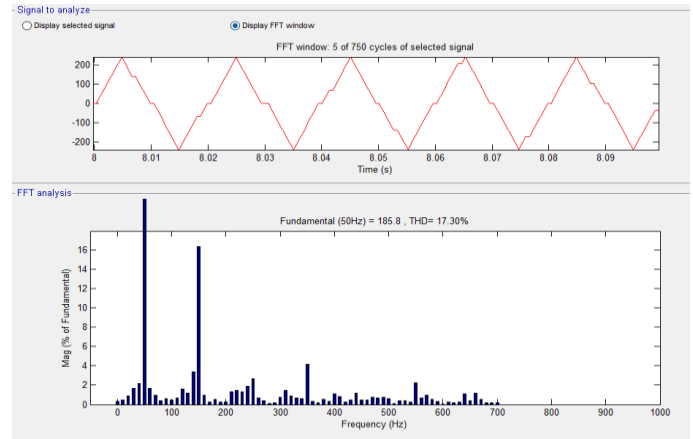 Signal to analyze
Display selected signal
Display FFT window
FFT window: 5 of 750 cycles of selected signal
200
100
0
-100
-200
8 8.01 8.02 8.03 8.04 8.05 8.06 8.07 8.08 8.09
Time (s)
FFT analysis
Fundamental (50Hz) = 185.8 , THD= 17.30%
Mag (% of Fundamental)
16
14
12
10
8
6
4
2
0
0 100 200 300 400 500 600 700 800 900 1000
Frequency (Hz)